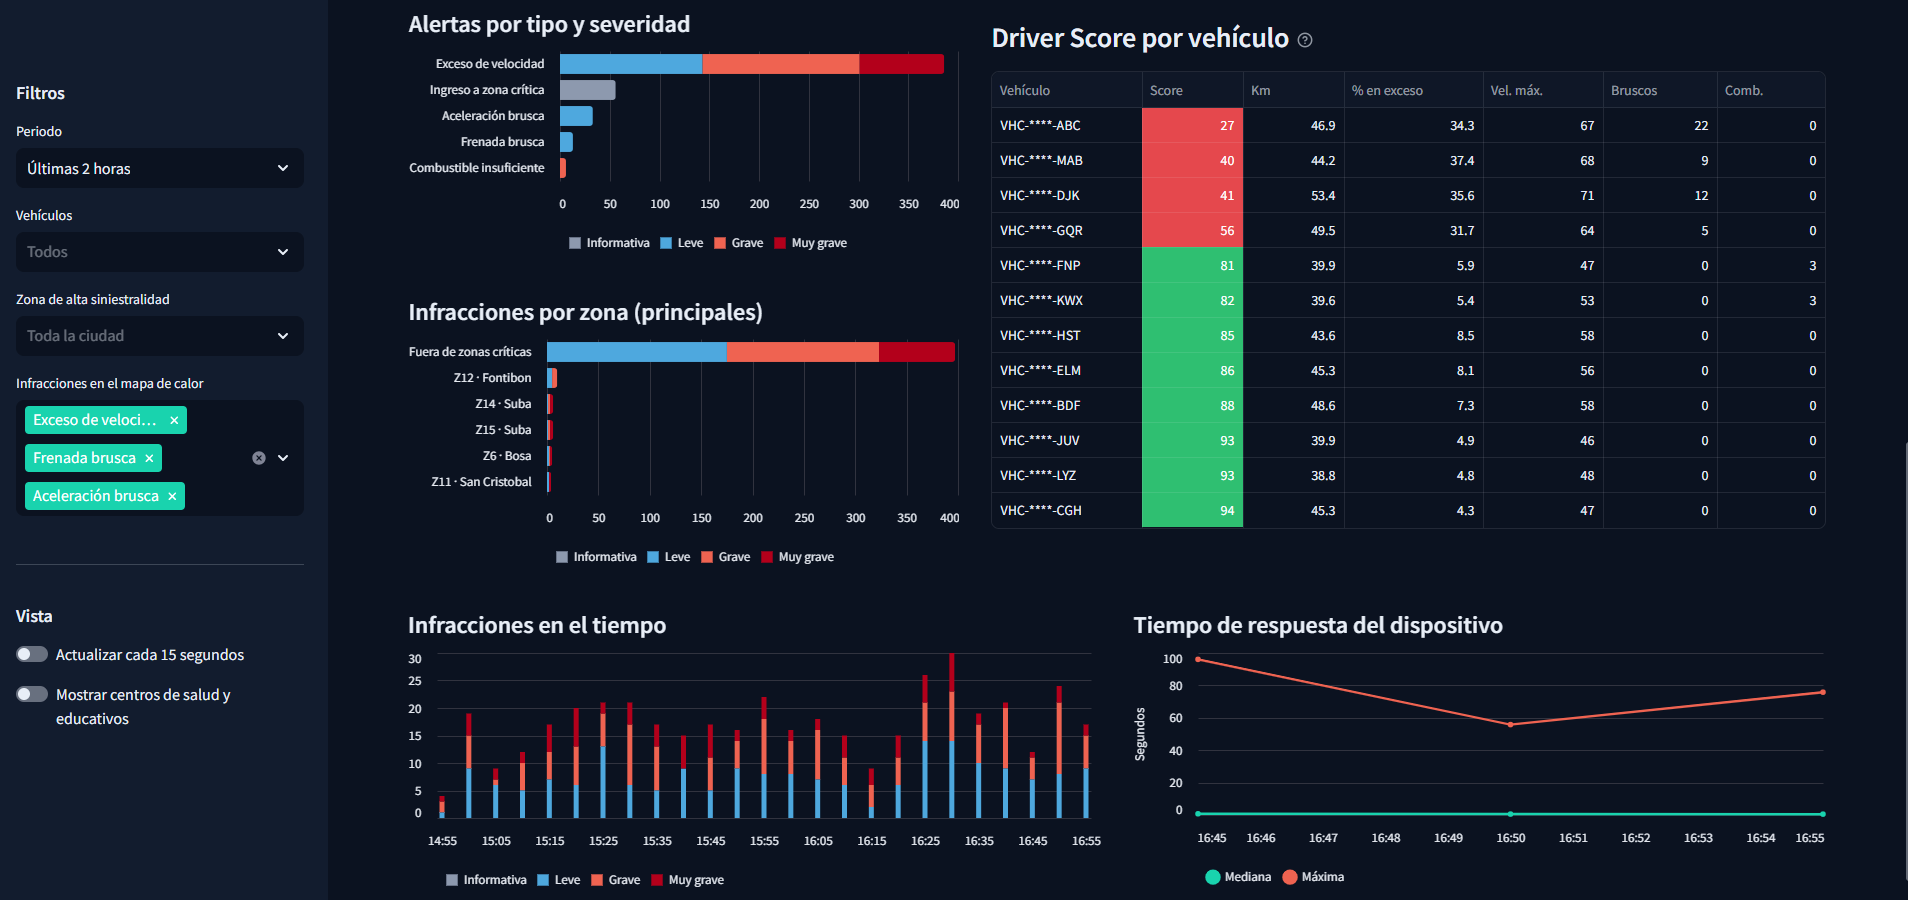 Filtros
Periodo
Últimas 2 horas
Vehículos
Todos
Zona de alta siniestralidad
Toda la ciudad
Infracciones en el mapa de calor
Exceso de veloci... ×
Frenada brusca ×
Aceleración brusca ×
Vista
Actualizar cada 15 segundos
Mostrar centros de salud y
educativos
Alertas por tipo y severidad
Exceso de velocidad
Ingreso a zona crítica
Aceleración brusca
Frenada brusca
Combustible insuficiente
0 50 100 150 200 250 300 350 400
Informativa Leve Grave Muy grave
Infracciones por zona (principales)
Fuera de zonas críticas
Z12 · Fontibon
Z14 · Suba
Z15 · Suba
Z6 · Bosa
Z11 · San Cristobal
0 50 100 150 200 250 300 350 400
Informativa Leve Grave Muy grave
Driver Score por vehículo ?
Vehículo Score Km % en exceso Vel. máx. Bruscos Comb.
VHC-****-ABC 27 46.9 34.3 67 22 0
VHC-****-MAB 40 44.2 37.4 68 9 0
VHC-****-DJK 41 53.4 35.6 71 12 0
VHC-****-GQR 56 49.5 31.7 64 5 0
VHC-****-FNP 81 39.9 5.9 47 0 3
VHC-****-KWX 82 39.6 5.4 53 0 3
VHC-****-HST 85 43.6 8.5 58 0 0
VHC-****-ELM 86 45.3 8.1 56 0 0
VHC-****-BDF 88 48.6 7.3 58 0 0
VHC-****-JUV 93 39.9 4.9 46 0 0
VHC-****-LYZ 93 38.8 4.8 48 0 0
VHC-****-CGH 94 45.3 4.3 47 0 0
Infracciones en el tiempo
30
25
20
15
10
5
0
14:55 15:05 15:15 15:25 15:35 15:45 15:55 16:05 16:15 16:25 16:35 16:45 16:55
Informativa Leve Grave Muy grave
Tiempo de respuesta del dispositivo
Segundos
100
80
60
40
20
0
16:45 16:46 16:47 16:48 16:49 16:50 16:51 16:52 16:53 16:54 16:55
Mediana Máxima